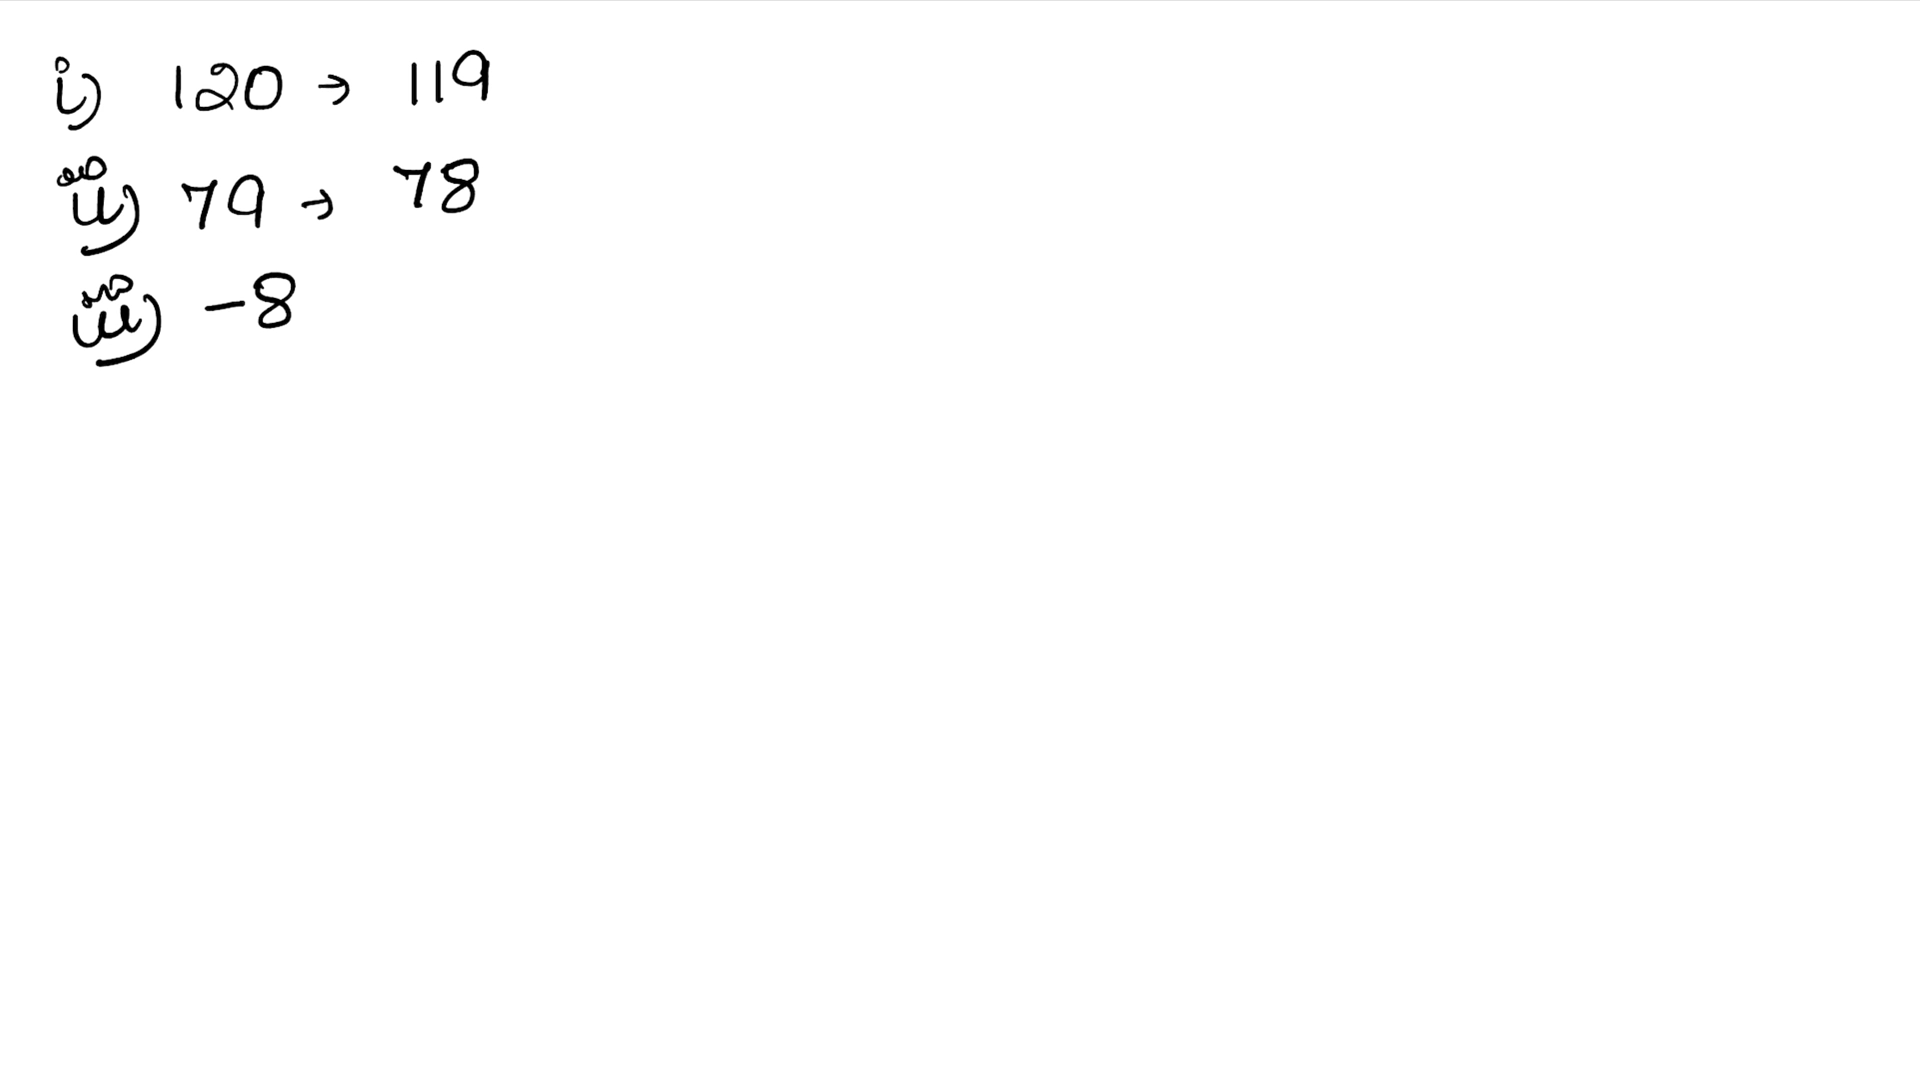 i) 120 → 119
ii) 79 → 78
iii) -8